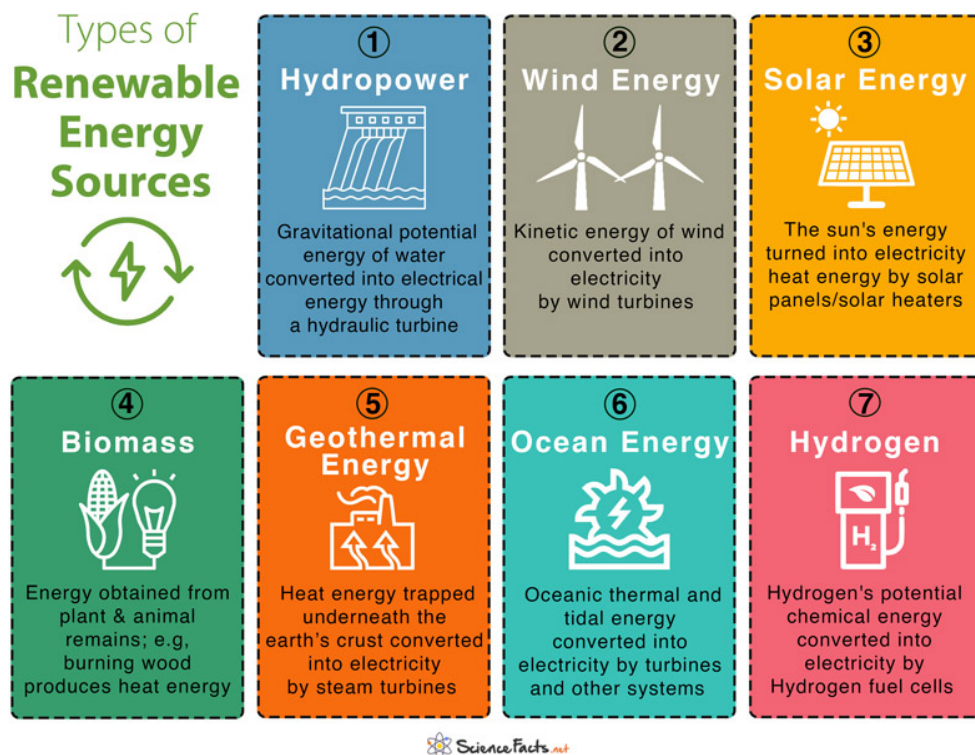 Types of
Renewable
Energy
Sources
①
Hydropower
Gravitational potential
energy of water
converted into electrical
energy through
a hydraulic turbine
②
Wind Energy
Kinetic energy of wind
converted into
electricity
by wind turbines
③
Solar Energy
The sun's energy
turned into electricity
heat energy by solar
panels/solar heaters
④
Biomass
Energy obtained from
plant & animal
remains; e.g,
burning wood
produces heat energy
⑤
Geothermal
Energy
Heat energy trapped
underneath the
earth’s crust converted
into electricity
by steam turbines
⑥
Ocean Energy
Oceanic thermal and
tidal energy
converted into
electricity by turbines
and other systems
⑦
Hydrogen
H₂
Hydrogen's potential
chemical energy
converted into
electricity by
Hydrogen fuel cells
ScienceFacts.net